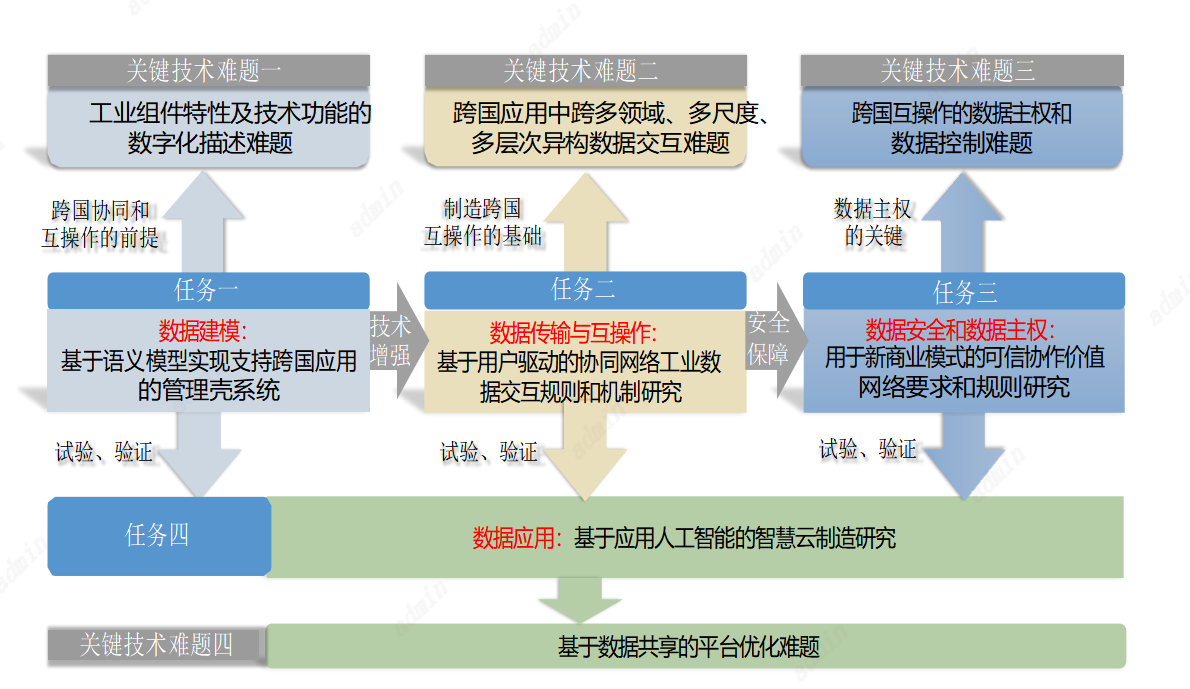 关键技术难题一
工业组件特性及技术功能的
数字化描述难题
关键技术难题二
跨国应用中跨多领域、多尺度、
多层次异构数据交互难题
关键技术难题三
跨国互操作的数据主权和
数据控制难题
跨国协同和
互操作的前提
制造跨国
互操作的基础
数据主权
的关键
任务一
数据建模：
基于语义模型实现支持跨国应用
的管理壳系统
技术
增强
任务二
数据传输与互操作：
基于用户驱动的协同网络工业数
据交互规则和机制研究
安全
保障
任务三
数据安全和数据主权：
用于新商业模式的可信协作价值
网络要求和规则研究
试验、验证
试验、验证
试验、验证
任务四
数据应用：基于应用人工智能的智慧云制造研究
关键技术难题四
基于数据共享的平台优化难题
admin
admin
admin
admin
admin
admin
admin
admin
admin
admin